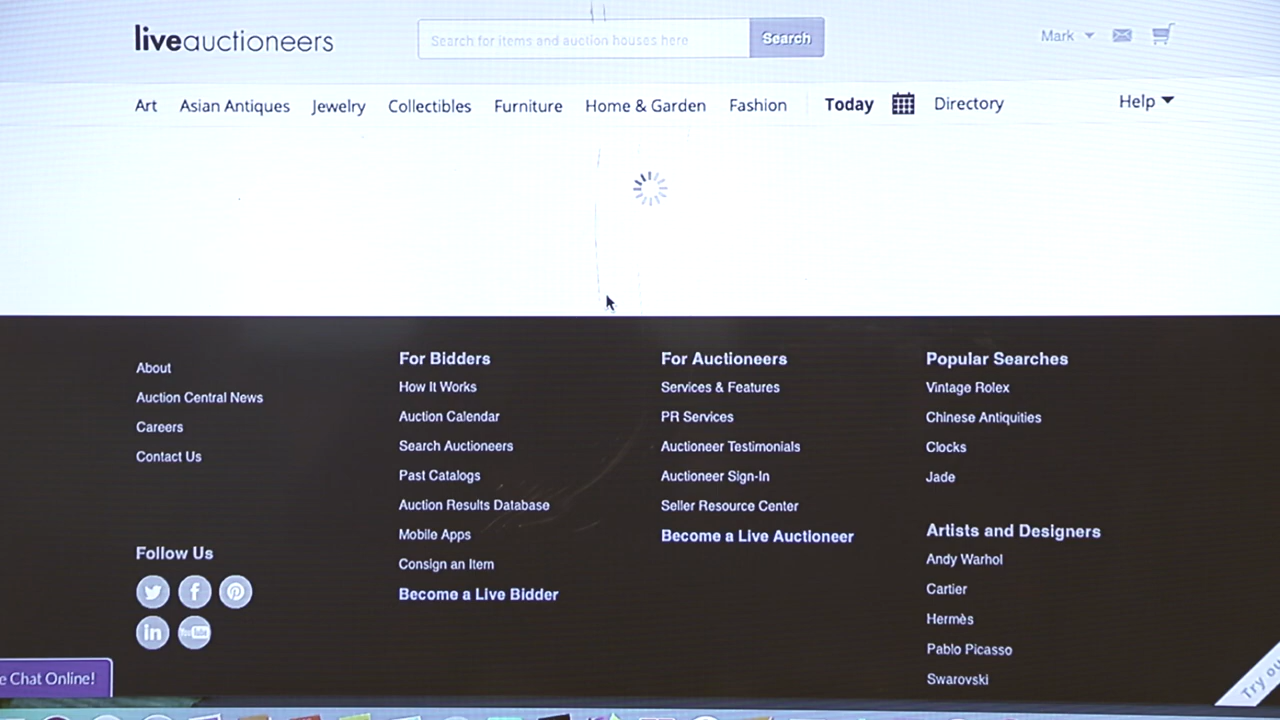 liveauctioneers
Search for items and auction houses here
Search
Mark
Art
Asian Antiques
Jewelry
Collectibles
Furniture
Home & Garden
Fashion
Today
Directory
Help
About
Auction Central News
Careers
Contact Us
Follow Us
in
YouTube
e Chat Online!
For Bidders
How It Works
Auction Calendar
Search Auctioneers
Past Catalogs
Auction Results Database
Mobile Apps
Consign an Item
Become a Live Bidder
For Auctioneers
Services & Features
PR Services
Auctioneer Testimonials
Auctioneer Sign-In
Seller Resource Center
Become a Live Auctioneer
Popular Searches
Vintage Rolex
Chinese Antiquities
Clocks
Jade
Artists and Designers
Andy Warhol
Cartier
Hermès
Pablo Picasso
Swarovski
Try ou